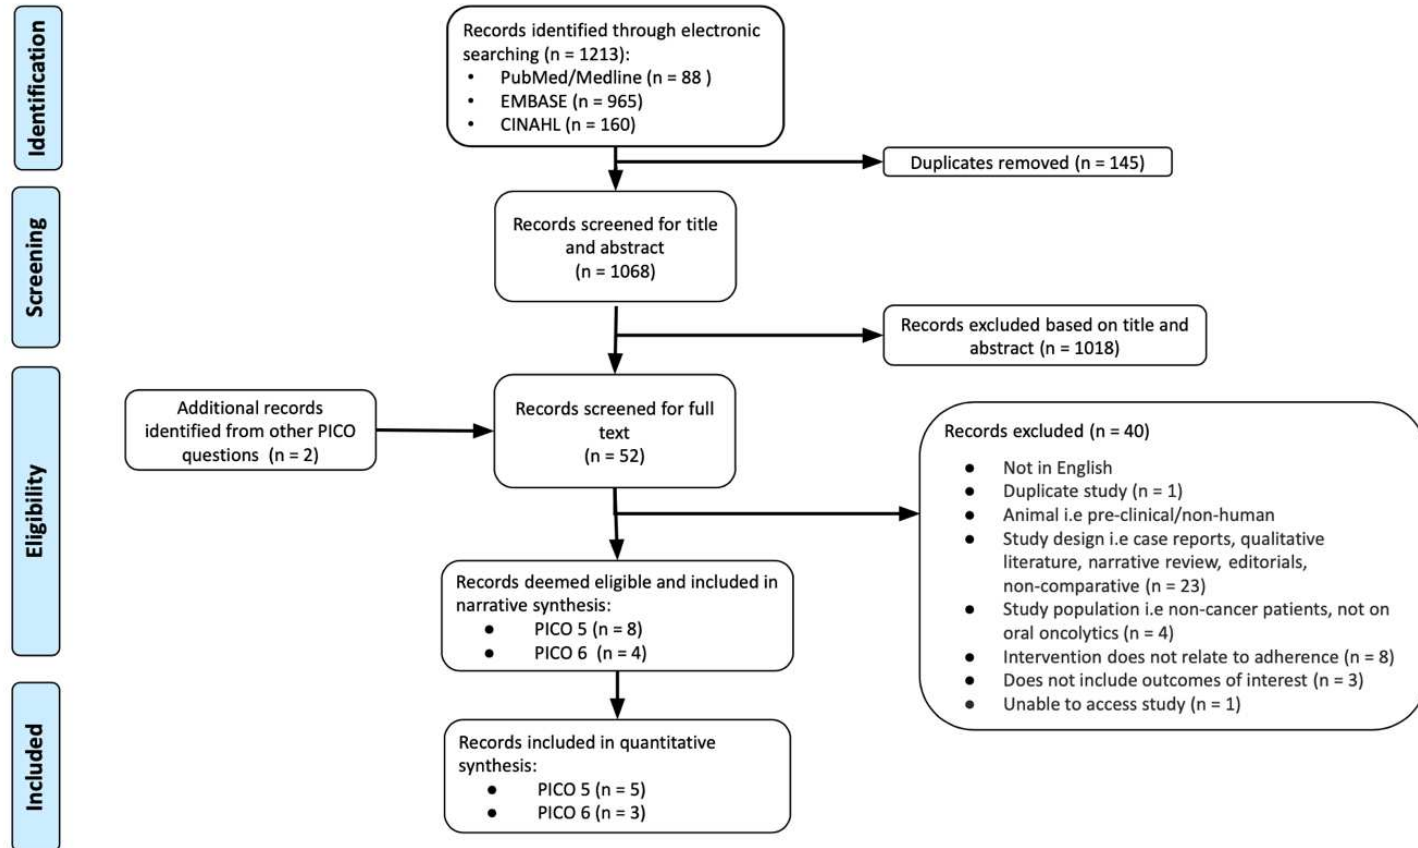 Identification
Records identified through electronic
searching (n = 1213):
• PubMed/Medline (n = 88 )
• EMBASE (n = 965)
• CINAHL (n = 160)
Duplicates removed (n = 145)
Screening
Records screened for title
and abstract
(n = 1068)
Records excluded based on title and
abstract (n = 1018)
Eligibility
Additional records
identified from other PICO
questions (n = 2)
Records screened for full
text
(n = 52)
Records excluded (n = 40)
● Not in English
● Duplicate study (n = 1)
● Animal i.e pre-clinical/non-human
● Study design i.e case reports, qualitative
literature, narrative review, editorials,
non-comparative (n = 23)
● Study population i.e non-cancer patients, not on
oral oncolytics (n = 4)
● Intervention does not relate to adherence (n = 8)
● Does not include outcomes of interest (n = 3)
● Unable to access study (n = 1)
Records deemed eligible and included in
narrative synthesis:
● PICO 5 (n = 8)
● PICO 6 (n = 4)
Included
Records included in quantitative
synthesis:
● PICO 5 (n = 5)
● PICO 6 (n = 3)